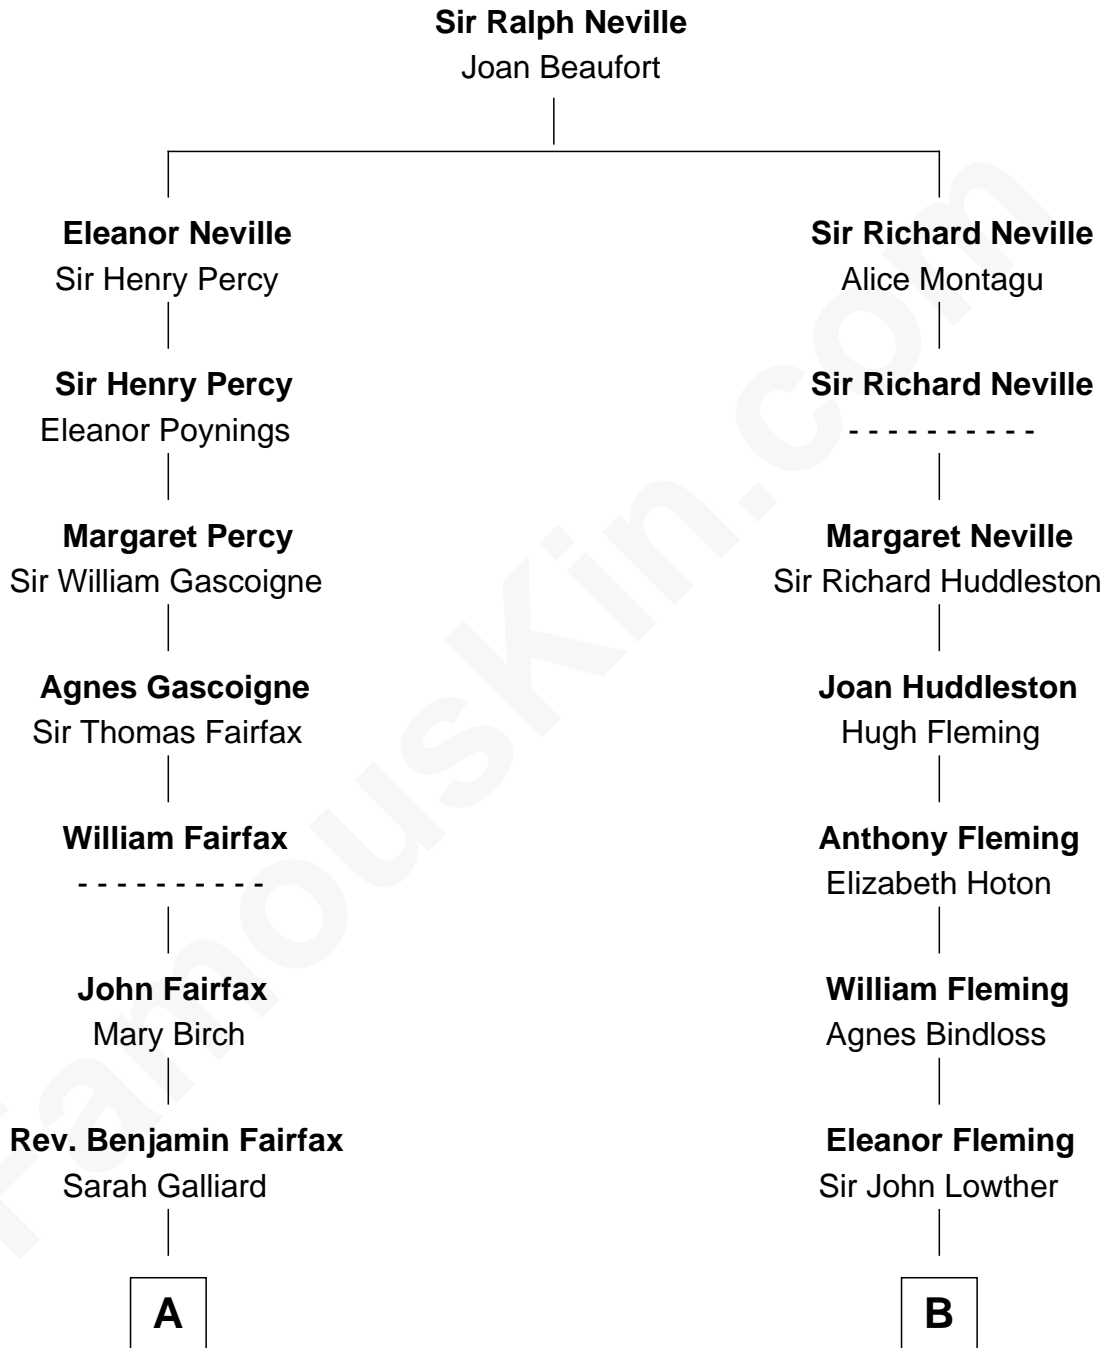 Sir Ralph Neville
Joan Beaufort
Eleanor Neville
Sir Henry Percy
Sir Richard Neville
Alice Montagu
Sir Henry Percy
Eleanor Poynings
Sir Richard Neville
- - - - - - - - - -
Margaret Percy
Sir William Gascoigne
Margaret Neville
Sir Richard Huddleston
Agnes Gascoigne
Sir Thomas Fairfax
Joan Huddleston
Hugh Fleming
William Fairfax
- - - - - - - - - -
Anthony Fleming
Elizabeth Hoton
John Fairfax
Mary Birch
William Fleming
Agnes Bindloss
Rev. Benjamin Fairfax
Sarah Galliard
Eleanor Fleming
Sir John Lowther
A
B
FamousKin.com